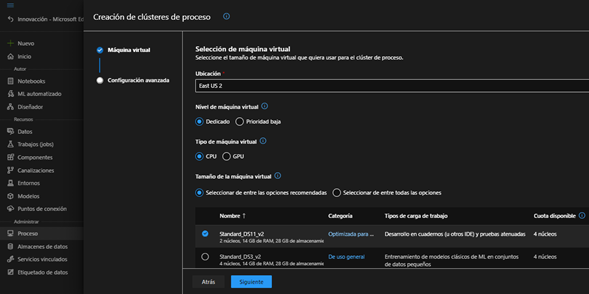 Creación de clústeres de proceso
Innovación - Microsoft
Nuevo
Inicio
Autor
Notebooks
ML automatizado
Diseñador
Recursos
Datos
Trabajos (jobs)
Componentes
Canalizaciones
Entornos
Modelos
Puntos de conexión
Administrar
Proceso
Almacenes de datos
Servicios vinculados
Etiquetado de datos
Máquina virtual
Configuración avanzada
Selección de máquina virtual
Seleccione el tamaño de máquina virtual que quiera usar para el clúster de proceso.
Ubicación
East US 2
Nivel de máquina virtual
Dedicado Prioridad baja
Tipo de máquina virtual
CPU GPU
Tamaño de la máquina virtual
Seleccionar de entre las opciones recomendadas Seleccionar de entre todas las opciones
Nombre ↑ Categoría Tipos de carga de trabajo Cuota disponible
Standard_DS11_v2 Optimizada para ... Desarrollo en cuadernos (u otros IDE) y pruebas atenuadas 4 núcleos
2 núcleos, 14 GB de RAM, 28 GB de almacenamie
Standard_DS3_v2 De uso general Entrenamiento de modelos clásicos de ML en conjuntos 4 núcleos
4 núcleos, 14 GB de RAM, 28 GB de almacenamie de datos pequeños
Atrás Siguiente